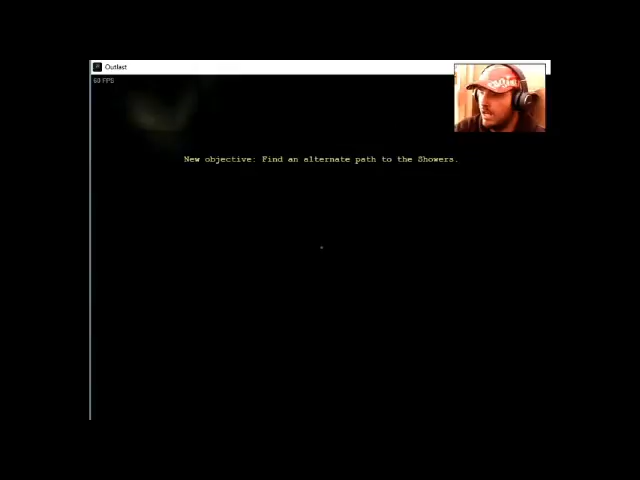 Outlast
60 FPS
New objective: Find an alternate path to the Showers.